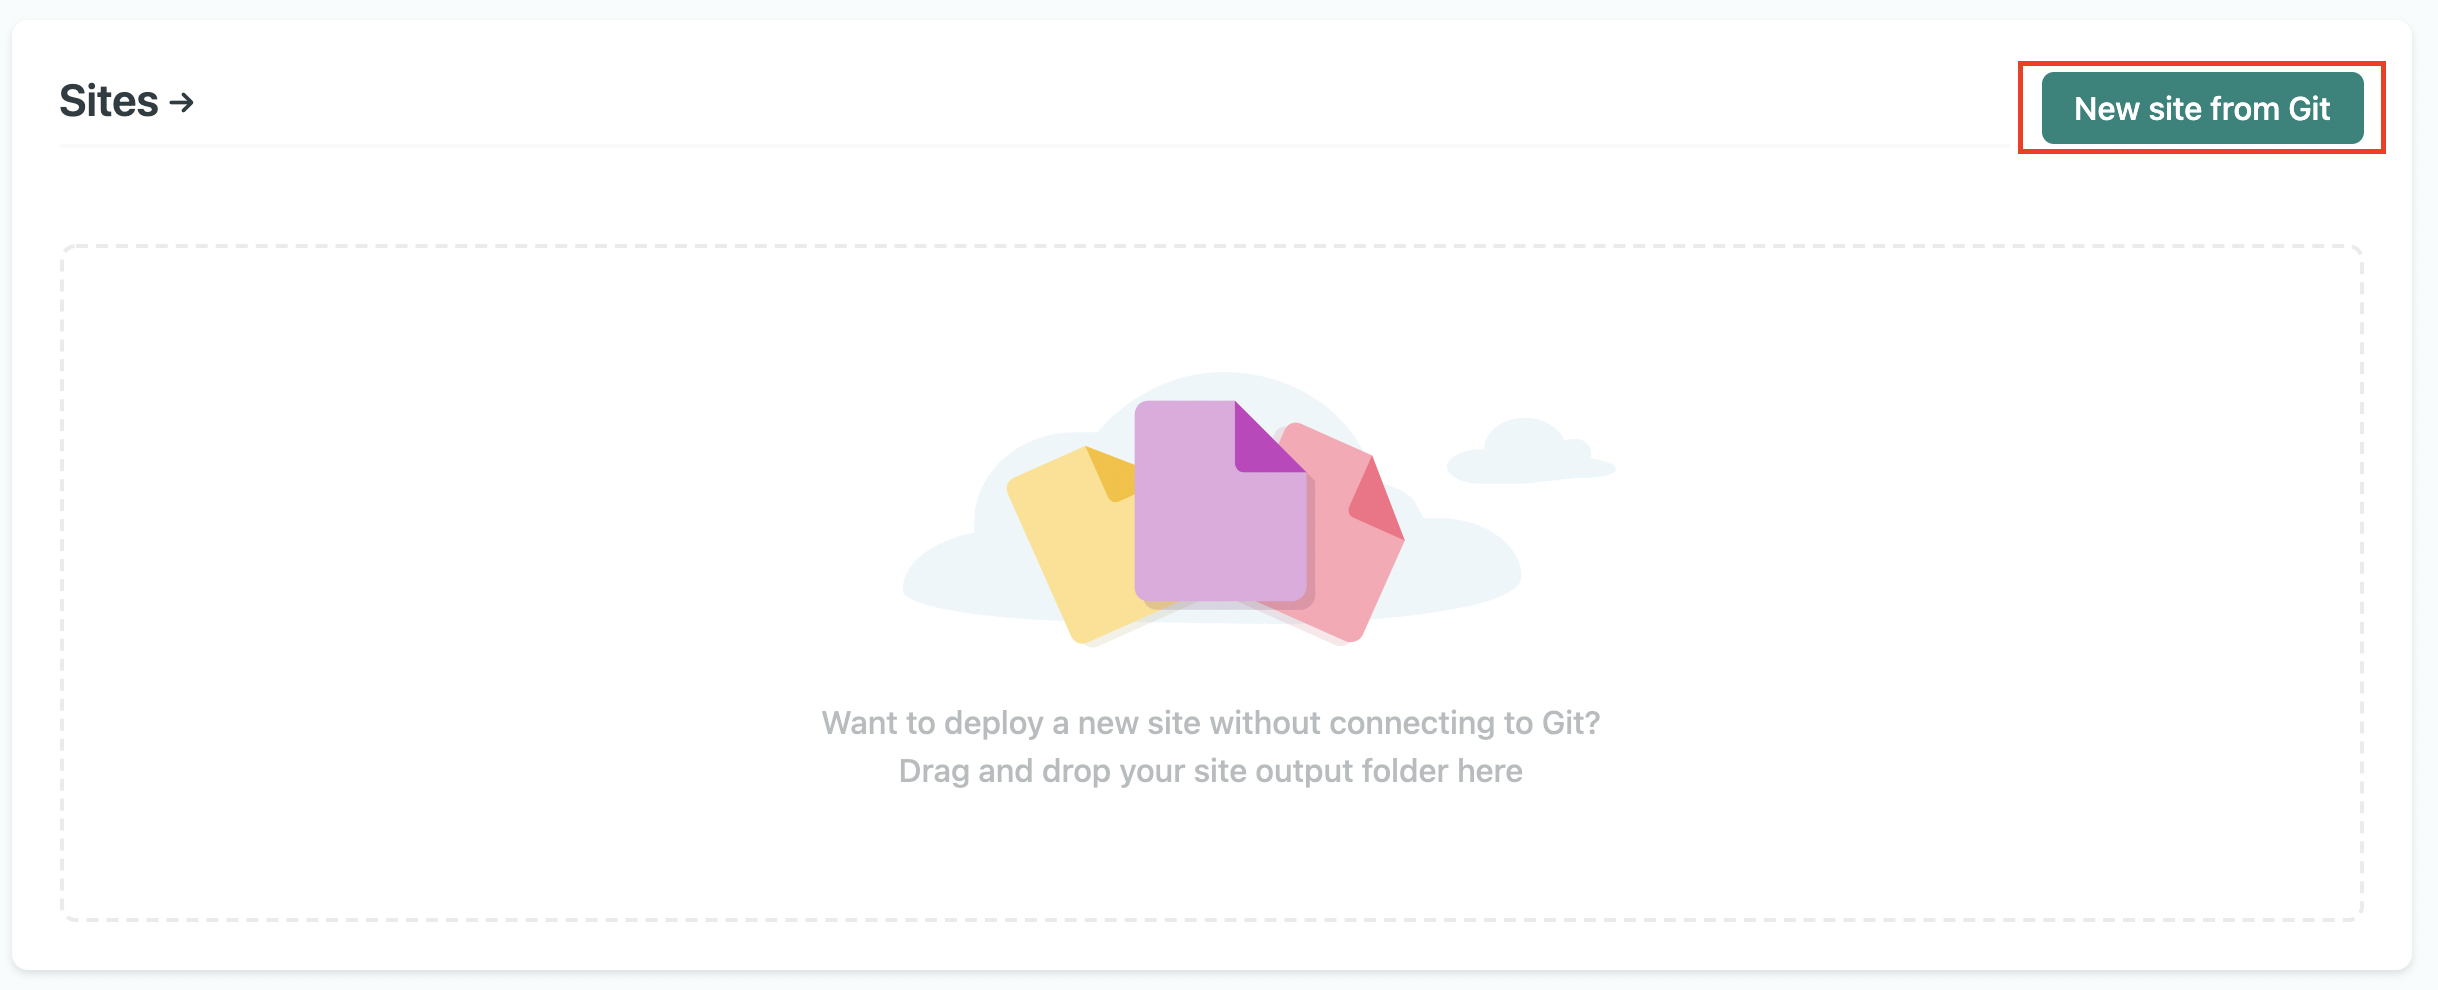 Sites →
New site from Git
Want to deploy a new site without connecting to Git?
Drag and drop your site output folder here